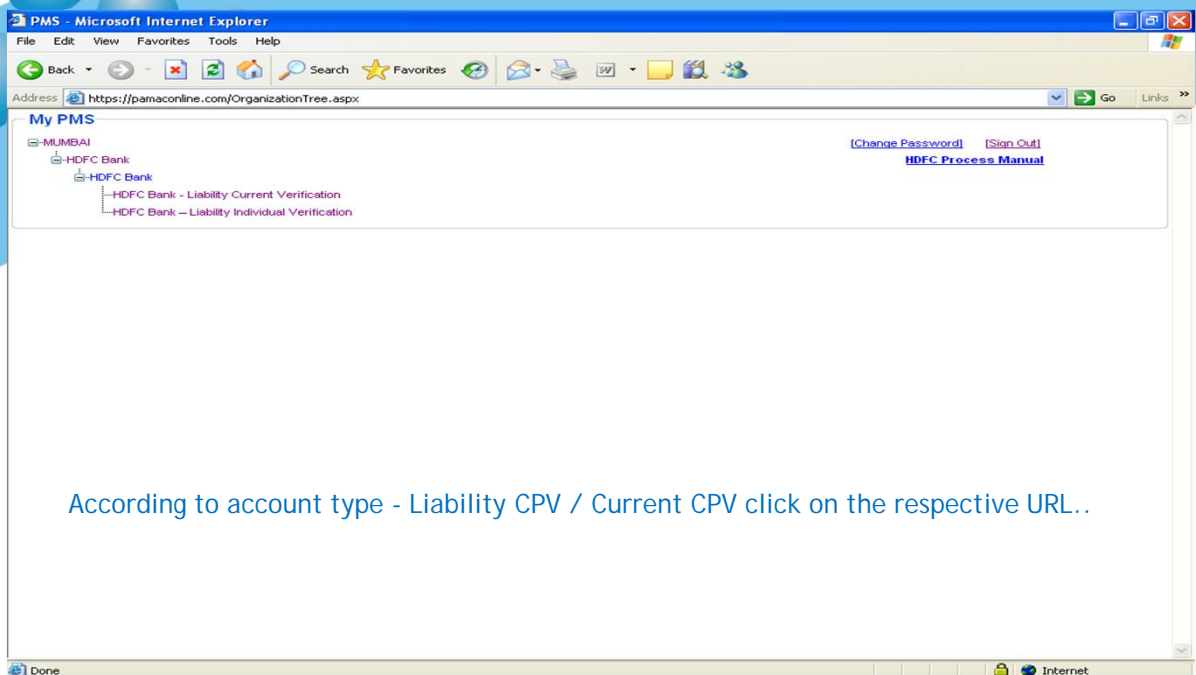 PMS - Microsoft Internet Explorer
File Edit View Favorites Tools Help
Back Search Favorites
Address https://pamaconline.com/OrganizationTree.aspx Go Links »
My PMS
MUMBAI [Change Password] [Sign Out]
HDFC Bank HDFC Process Manual
HDFC Bank
HDFC Bank - Liability Current Verification
HDFC Bank – Liability Individual Verification
According to account type - Liability CPV / Current CPV click on the respective URL..
Done Internet